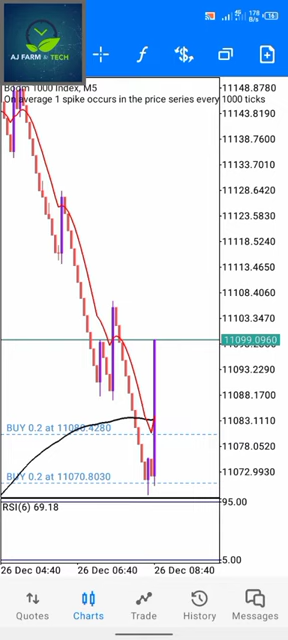 178
B/s
16
AJ FARM & TECH
f
$
Boom 1000 Index, M5
On average 1 spike occurs in the price series every 1000 ticks
11148.8780
11143.8190
11138.7600
11133.7010
11128.6420
11123.5830
11118.5240
11113.4650
11108.4060
11103.3470
11099.0960
11093.2290
11088.1700
11083.1110
BUY 0.2 at 11080.4280
11078.0520
11072.9930
BUY 0.2 at 11070.8030
RSI(6) 69.18
95.00
5.00
26 Dec 04:40
26 Dec 06:40
26 Dec 08:40
Quotes
Charts
Trade
History
Messages